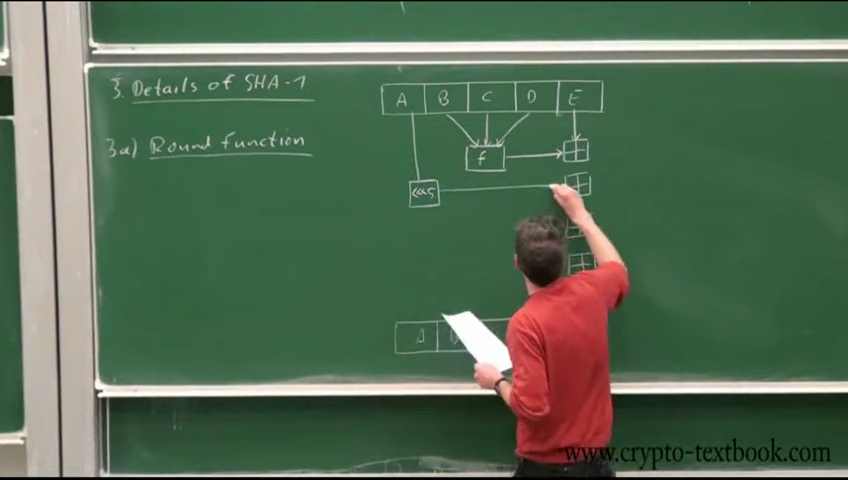 3. Details of SHA-1
A B C D E
3a) Round function
f
<<<5
A
www.crypto-textbook.com